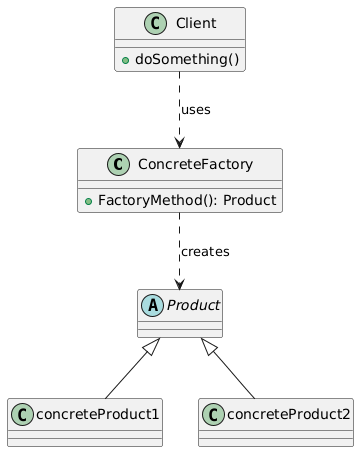 C Client
doSomething()
uses
C ConcreteFactory
FactoryMethod(): Product
creates
A Product
C concreteProduct1
C concreteProduct2